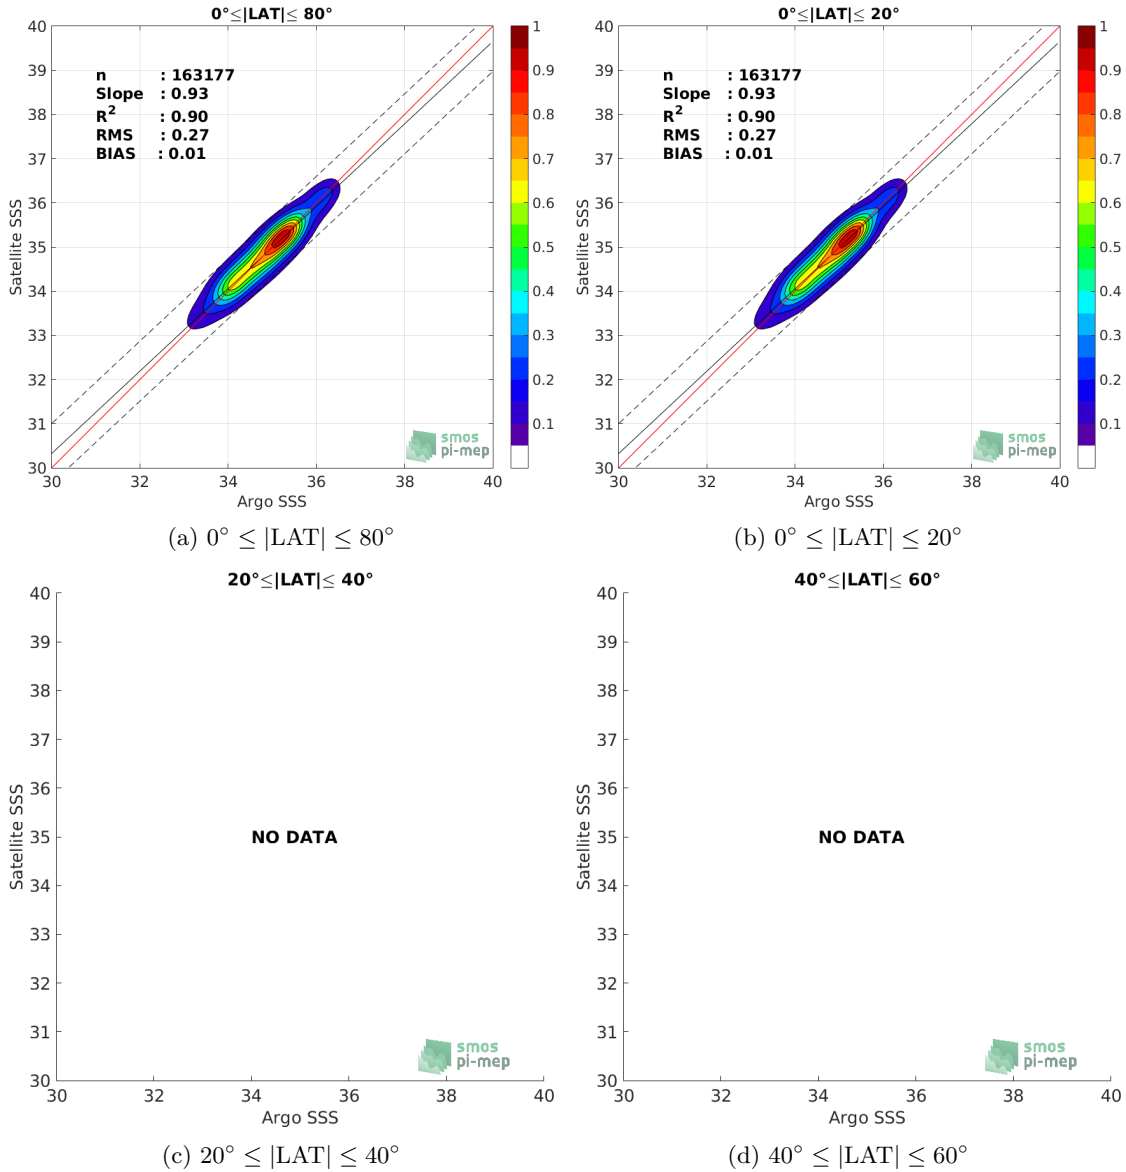 0°≤|LAT|≤ 80°
40
39
38
37
36
35
34
33
32
31
30
Satellite SSS
n : 163177
Slope : 0.93
R² : 0.90
RMS : 0.27
BIAS : 0.01
smos
pi-mep
30 32 34 36 38 40
Argo SSS
1
0.9
0.8
0.7
0.6
0.5
0.4
0.3
0.2
0.1
(a) 0° ≤ |LAT| ≤ 80°
0°≤|LAT|≤ 20°
40
39
38
37
36
35
34
33
32
31
30
Satellite SSS
n : 163177
Slope : 0.93
R² : 0.90
RMS : 0.27
BIAS : 0.01
smos
pi-mep
30 32 34 36 38 40
Argo SSS
1
0.9
0.8
0.7
0.6
0.5
0.4
0.3
0.2
0.1
(b) 0° ≤ |LAT| ≤ 20°
20°≤|LAT|≤ 40°
40
39
38
37
36
35
34
33
32
31
30
Satellite SSS
NO DATA
smos
pi-mep
30 32 34 36 38 40
Argo SSS
(c) 20° ≤ |LAT| ≤ 40°
40°≤|LAT|≤ 60°
40
39
38
37
36
35
34
33
32
31
30
Satellite SSS
NO DATA
smos
pi-mep
30 32 34 36 38 40
Argo SSS
(d) 40° ≤ |LAT| ≤ 60°